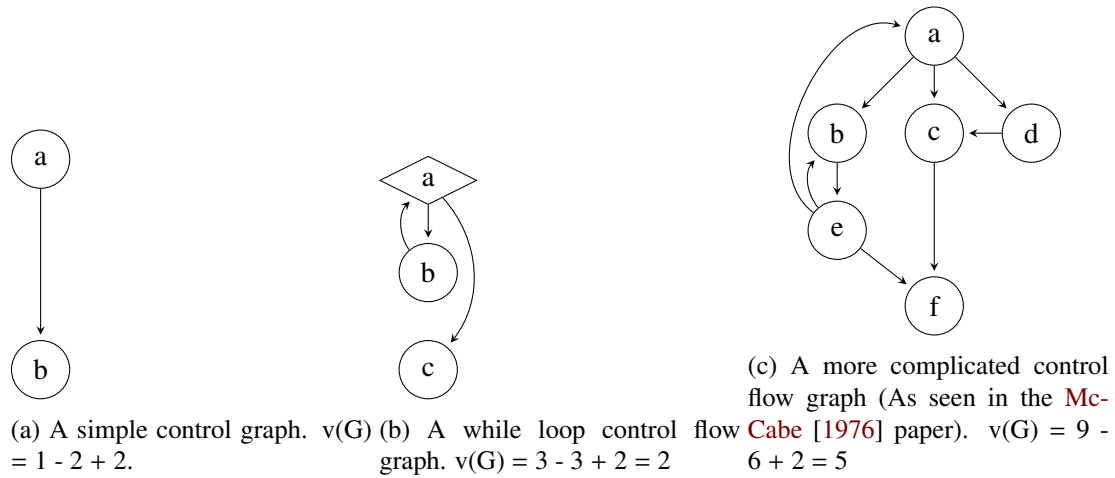 a
b
a
b
c
a
b
c
d
e
f
(a) A simple control graph. v(G)
= 1 - 2 + 2.
(b) A while loop control flow
graph. v(G) = 3 - 3 + 2 = 2
(c) A more complicated control
flow graph (As seen in the Mc-
Cabe [1976] paper). v(G) = 9 -
6 + 2 = 5